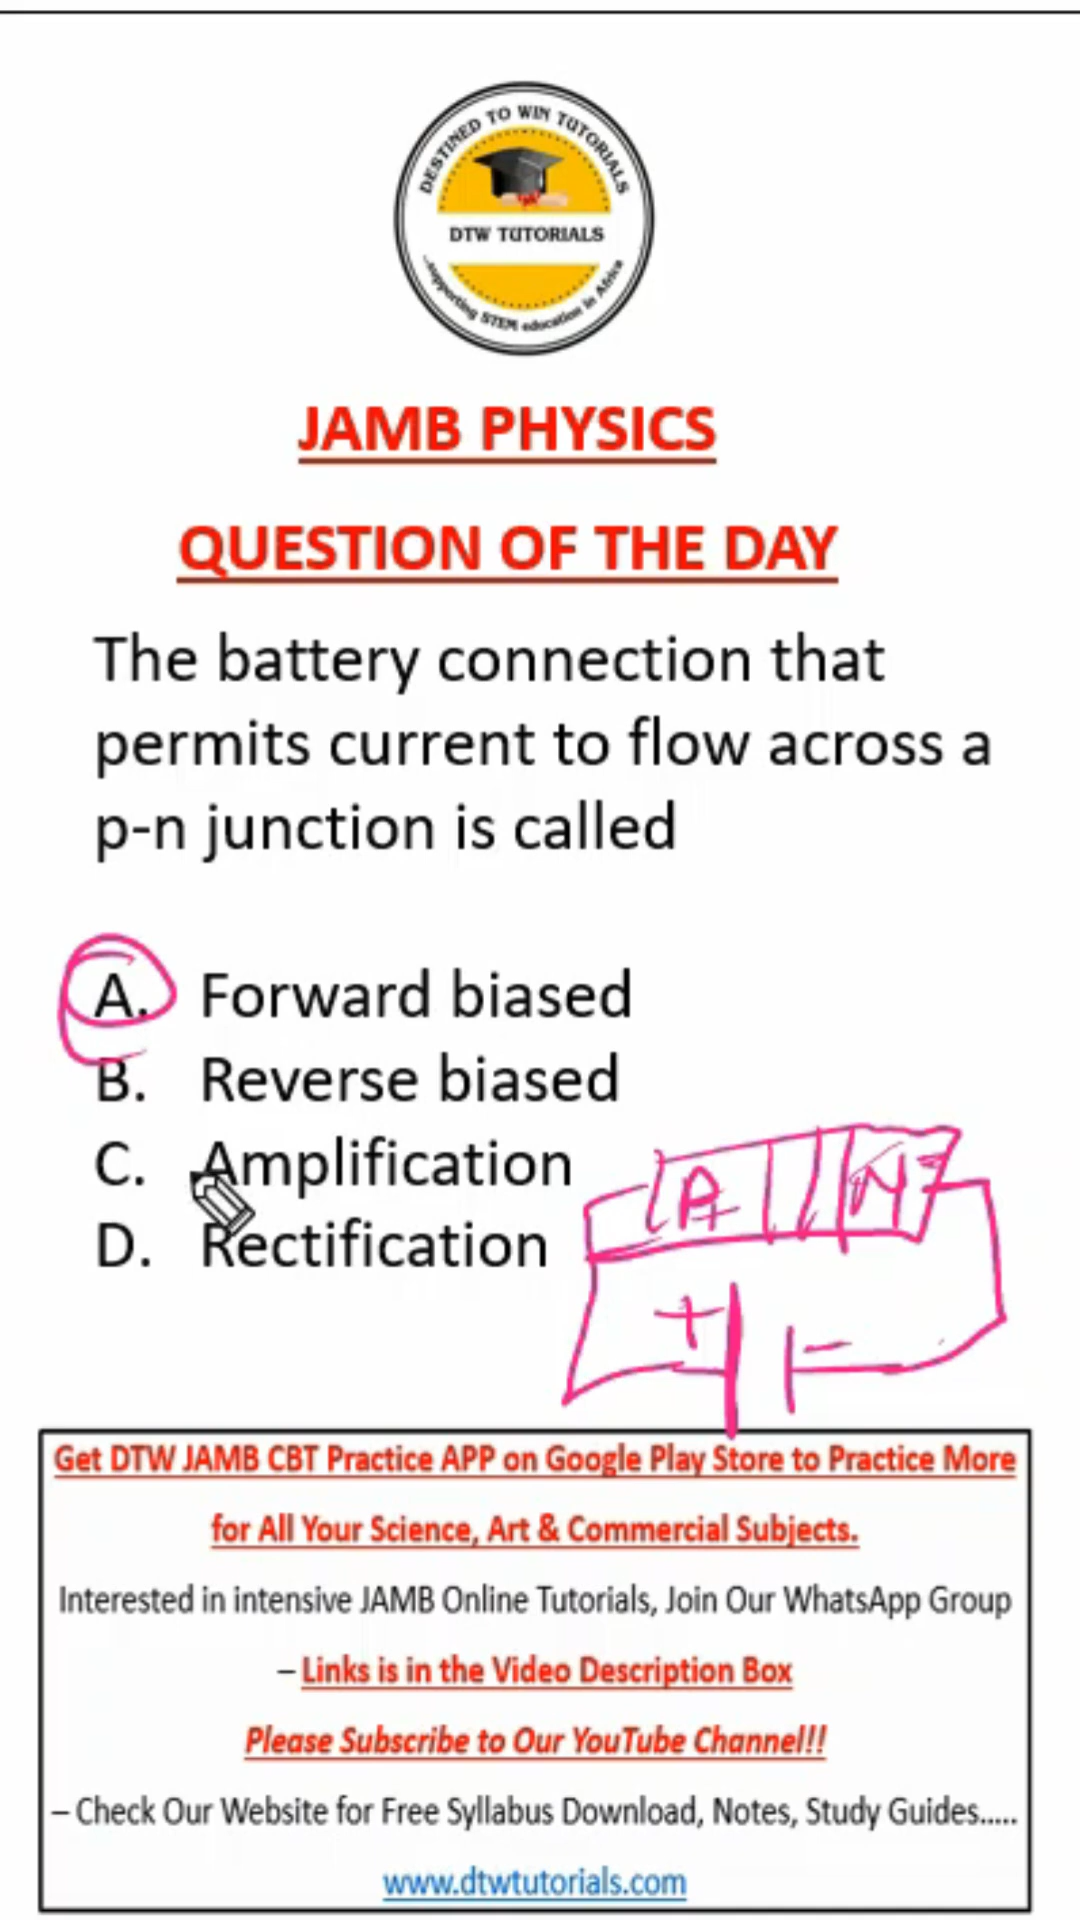 DESTINED TO WIN TUTORIALS
DTW TUTORIALS
...supporting STEM education in Africa
JAMB PHYSICS
QUESTION OF THE DAY
The battery connection that
permits current to flow across a
p-n junction is called
A. Forward biased
B. Reverse biased
C. Amplification
D. Rectification
P N
+
+ -
Get DTW JAMB CBT Practice APP on Google Play Store to Practice More
for All Your Science, Art & Commercial Subjects.
Interested in intensive JAMB Online Tutorials, Join Our WhatsApp Group
– Links is in the Video Description Box
Please Subscribe to Our YouTube Channel!!
– Check Our Website for Free Syllabus Download, Notes, Study Guides.....
www.dtwtutorials.com